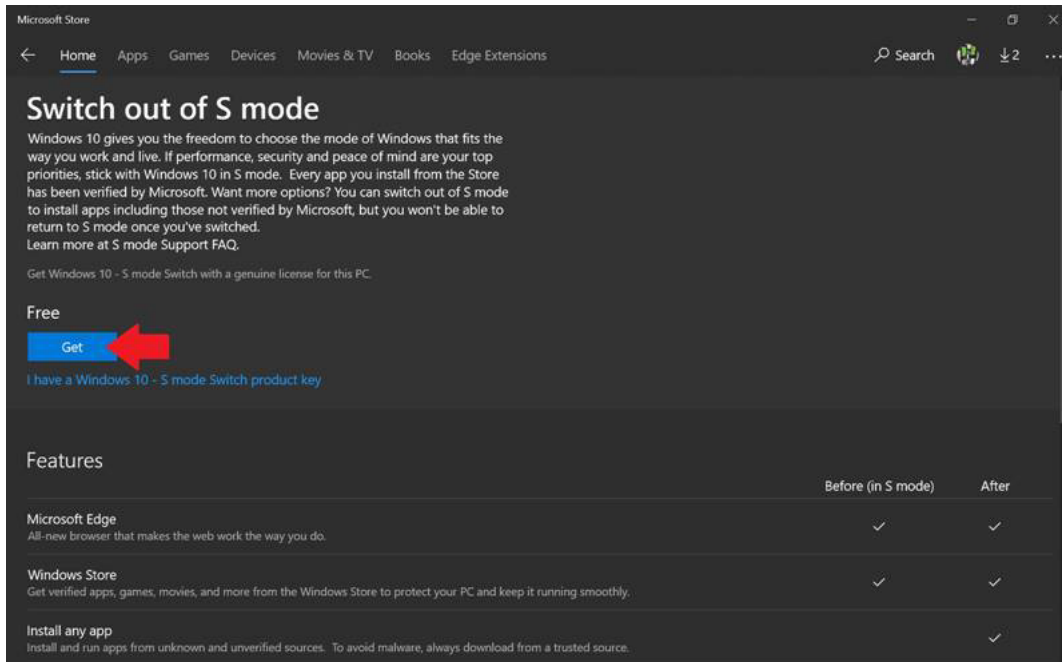 Microsoft Store
Home Apps Games Devices Movies & TV Books Edge Extensions Search 2
Switch out of S mode
Windows 10 gives you the freedom to choose the mode of Windows that fits the
way you work and live. If performance, security and peace of mind are your top
priorities, stick with Windows 10 in S mode.  Every app you install from the Store
has been verified by Microsoft. Want more options? You can switch out of S mode
to install apps including those not verified by Microsoft, but you won't be able to
return to S mode once you've switched.
Learn more at S mode Support FAQ.
Get Windows 10 - S mode Switch with a genuine license for this PC.
Free
Get
I have a Windows 10 - S mode Switch product key
Features
Before (in S mode) After
Microsoft Edge
All-new browser that makes the web work the way you do.
Windows Store
Get verified apps, games, movies, and more from the Windows Store to protect your PC and keep it running smoothly.
Install any app
Install and run apps from unknown and unverified sources.  To avoid malware, always download from a trusted source.